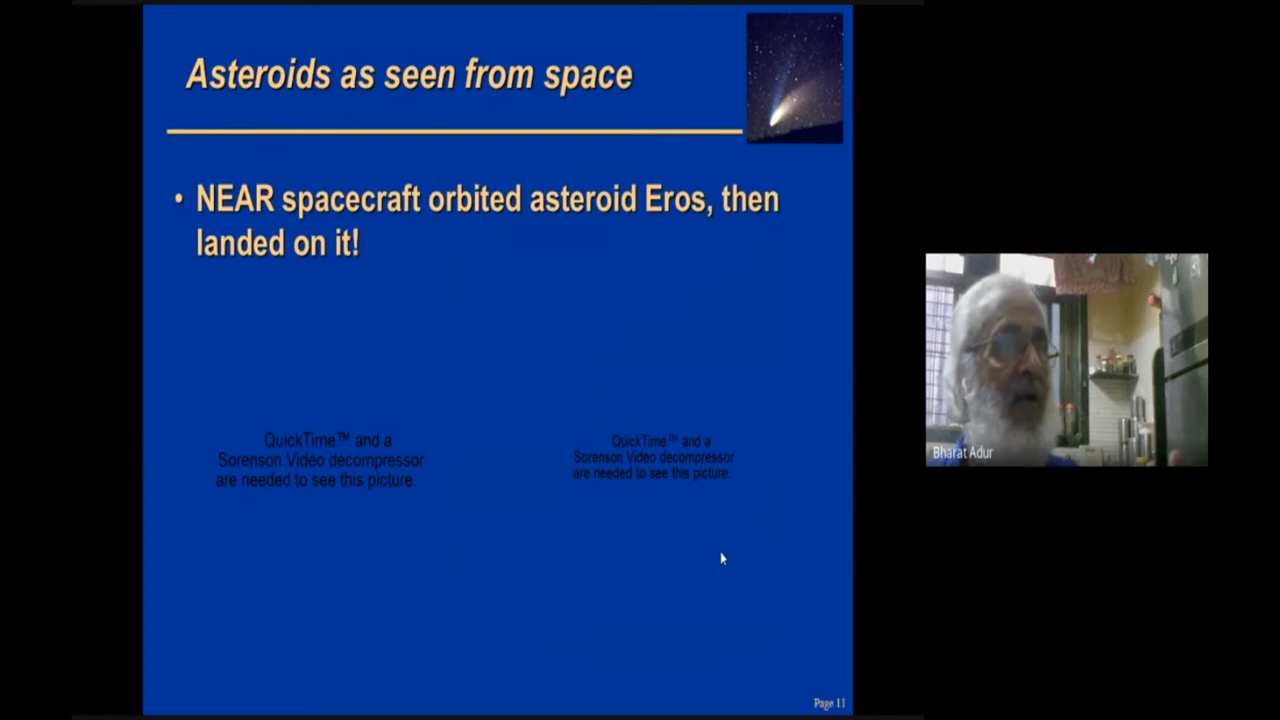 Asteroids as seen from space
• NEAR spacecraft orbited asteroid Eros, then
landed on it!
QuickTime™ and a
Sorenson Video decompressor
are needed to see this picture.
QuickTime™ and a
Sorenson Video decompressor
are needed to see this picture.
Bharat Adur
Page 11